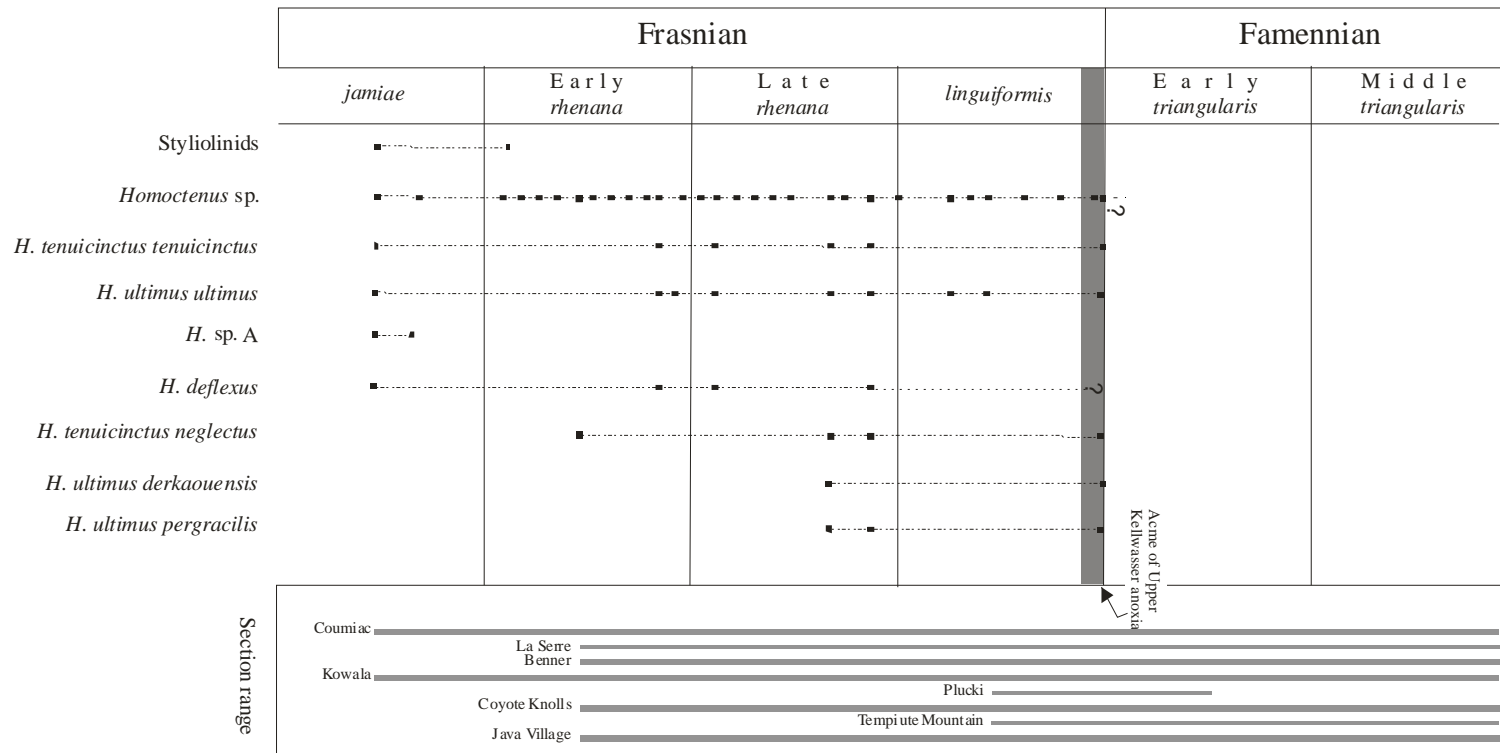 Frasnian
Famennian
jamiae
Early
rhenana
Late
rhenana
linguiformis
Early
triangularis
Middle
triangularis
Styliolinids
Homoctenus sp.
?
H. tenuicinctus tenuicinctus
H. ultimus ultimus
H. sp. A
H. deflexus
?
H. tenuicinctus neglectus
H. ultimus derkaouensis
H. ultimus pergracilis
Acme of Upper
Kellwasser anoxia
Section range
Coumiac
La Serre
Benner
Kowala
Plucki
Coyote Knolls
Tempiute Mountain
Java Village